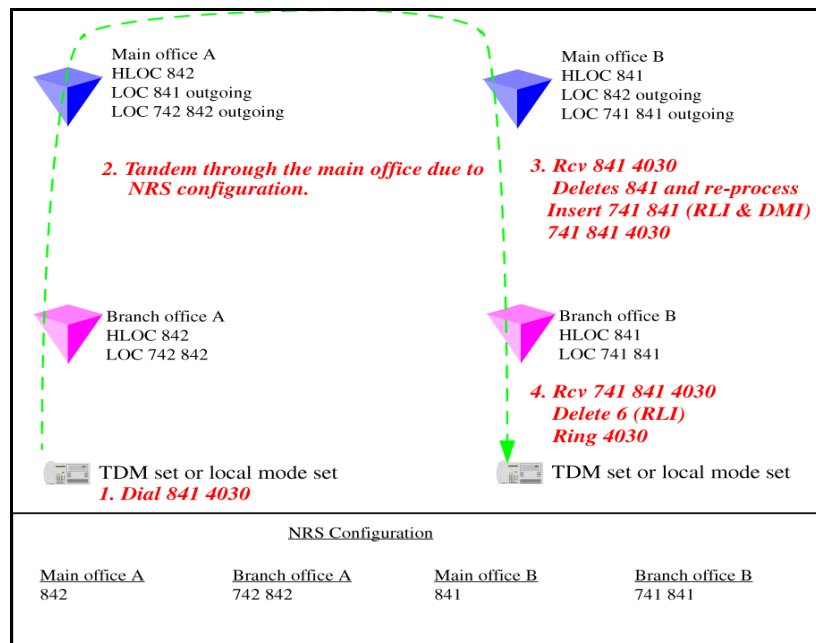 Main office A
HLOC 842
LOC 841 outgoing
LOC 742 842 outgoing
Main office B
HLOC 841
LOC 842 outgoing
LOC 741 841 outgoing
2. Tandem through the main office due to
NRS configuration.
3. Rcv 841 4030
Deletes 841 and re-process
Insert 741 841 (RLI & DMI)
741 841 4030
Branch office A
HLOC 842
LOC 742 842
Branch office B
HLOC 841
LOC 741 841
4. Rcv 741 841 4030
Delete 6 (RLI)
Ring 4030
TDM set or local mode set
1. Dial 841 4030
TDM set or local mode set
NRS Configuration
Main office A
842
Branch office A
742 842
Main office B
841
Branch office B
741 841